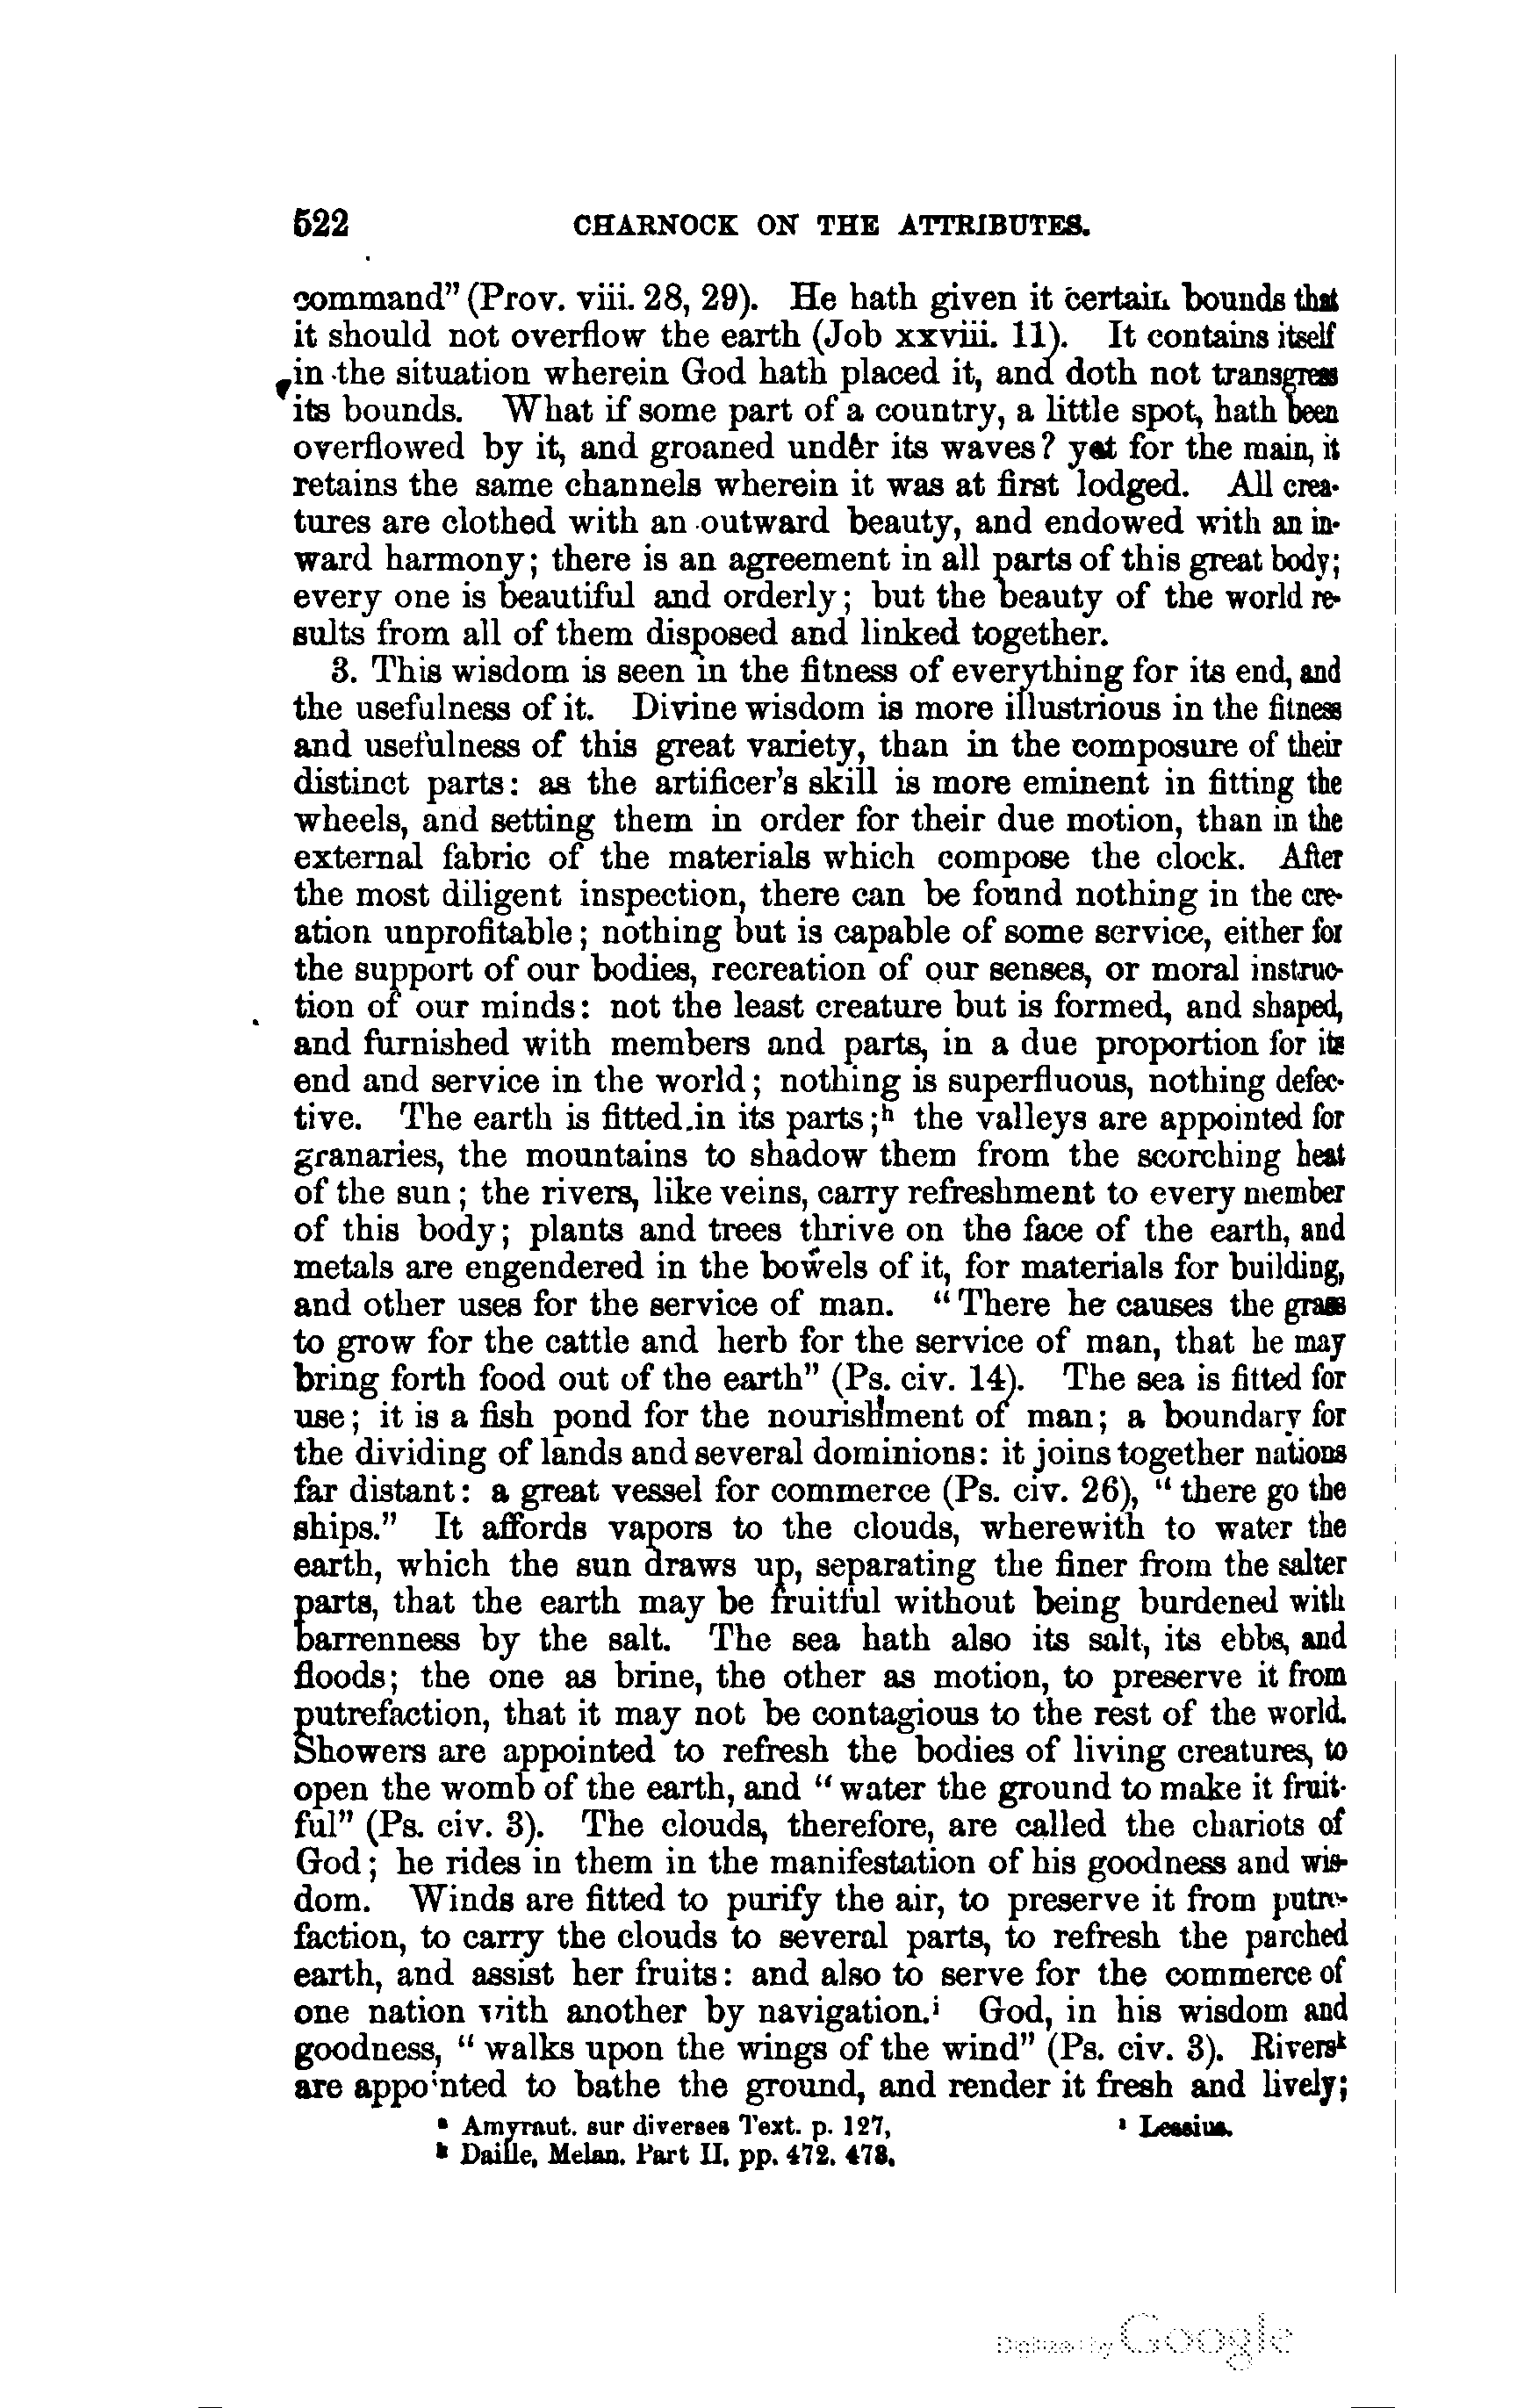 522 CHARNOCK ON THE ATTRIBUTES.
command" (Prov. viii. 28, 29). He hath given it certain bounds that
it should not overflow the earth (Job xxviii. 11). It contains itself
in the situation wherein God hath placed it, and doth not transgress
its bounds. What if some part of a country, a little spot, hath been
overflowed by it, and groaned under its waves? yet for the main, it
retains the same channels wherein it was at first lodged. All crea-
tures are clothed with an outward beauty, and endowed with an in-
ward harmony; there is an agreement in all parts of this great body;
every one is beautiful and orderly; but the beauty of the world re-
sults from all of them disposed and linked together.
3. This wisdom is seen in the fitness of everything for its end, and
the usefulness of it. Divine wisdom is more illustrious in the fitness
and usefulness of this great variety, than in the composure of their
distinct parts: as the artificer's skill is more eminent in fitting the
wheels, and setting them in order for their due motion, than in the
external fabric of the materials which compose the clock. After
the most diligent inspection, there can be found nothing in the cre-
ation unprofitable; nothing but is capable of some service, either for
the support of our bodies, recreation of our senses, or moral instruc-
tion of our minds: not the least creature but is formed, and shaped,
and furnished with members and parts, in a due proportion for its
end and service in the world; nothing is superfluous, nothing defec-
tive. The earth is fitted in its parts;ʰ the valleys are appointed for
granaries, the mountains to shadow them from the scorching heat
of the sun; the rivers, like veins, carry refreshment to every member
of this body; plants and trees thrive on the face of the earth, and
metals are engendered in the bowels of it, for materials for building,
and other uses for the service of man. "There he causes the grass
to grow for the cattle and herb for the service of man, that he may
bring forth food out of the earth" (Ps. civ. 14). The sea is fitted for
use; it is a fish pond for the nourishment of man; a boundary for
the dividing of lands and several dominions: it joins together nations
far distant: a great vessel for commerce (Ps. civ. 26), "there go the
ships." It affords vapors to the clouds, wherewith to water the
earth, which the sun draws up, separating the finer from the salter
parts, that the earth may be fruitful without being burdened with
barrenness by the salt. The sea hath also its salt, its ebbs, and
floods; the one as brine, the other as motion, to preserve it from
putrefaction, that it may not be contagious to the rest of the world.
Showers are appointed to refresh the bodies of living creatures, to
open the womb of the earth, and "water the ground to make it fruit-
ful" (Ps. civ. 3). The clouds, therefore, are called the chariots of
God; he rides in them in the manifestation of his goodness and wis-
dom. Winds are fitted to purify the air, to preserve it from putre-
faction, to carry the clouds to several parts, to refresh the parched
earth, and assist her fruits: and also to serve for the commerce of
one nation with another by navigation.ⁱ God, in his wisdom and
goodness, "walks upon the wings of the wind" (Ps. civ. 3). Riversᵏ
are appointed to bathe the ground, and render it fresh and lively;
ʰ Amyraut. sur diverses Text. p. 127, ⁱ Lessius.
ᵏ Daille, Melan. Part II, pp. 472. 473.
Digitized by Google